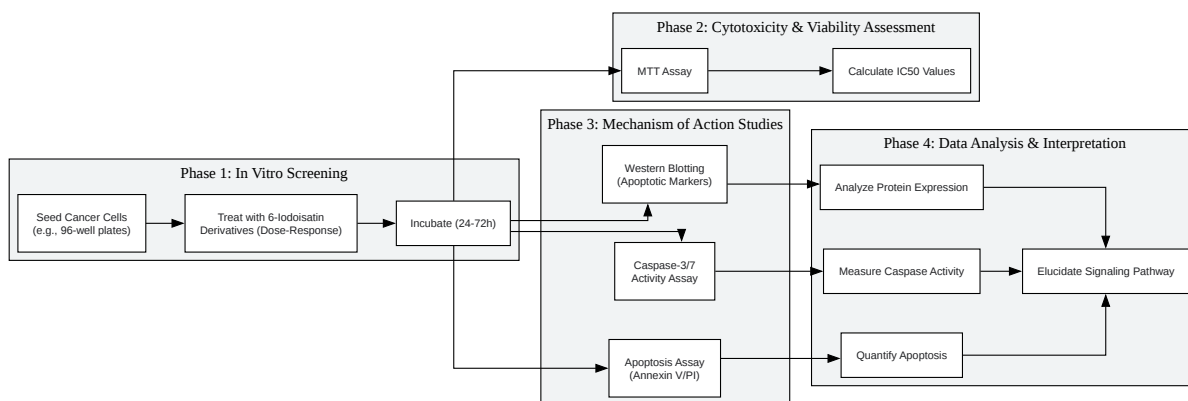 Phase 1: In Vitro Screening
Seed Cancer Cells
(e.g., 96-well plates)
Treat with 6-Iodoisatin
Derivatives (Dose-Response)
Incubate (24-72h)
Phase 2: Cytotoxicity & Viability Assessment
MTT Assay
Calculate IC50 Values
Phase 3: Mechanism of Action Studies
Western Blotting
(Apoptotic Markers)
Caspase-3/7
Activity Assay
Apoptosis Assay
(Annexin V/PI)
Phase 4: Data Analysis & Interpretation
Analyze Protein Expression
Measure Caspase Activity
Elucidate Signaling Pathway
Quantify Apoptosis